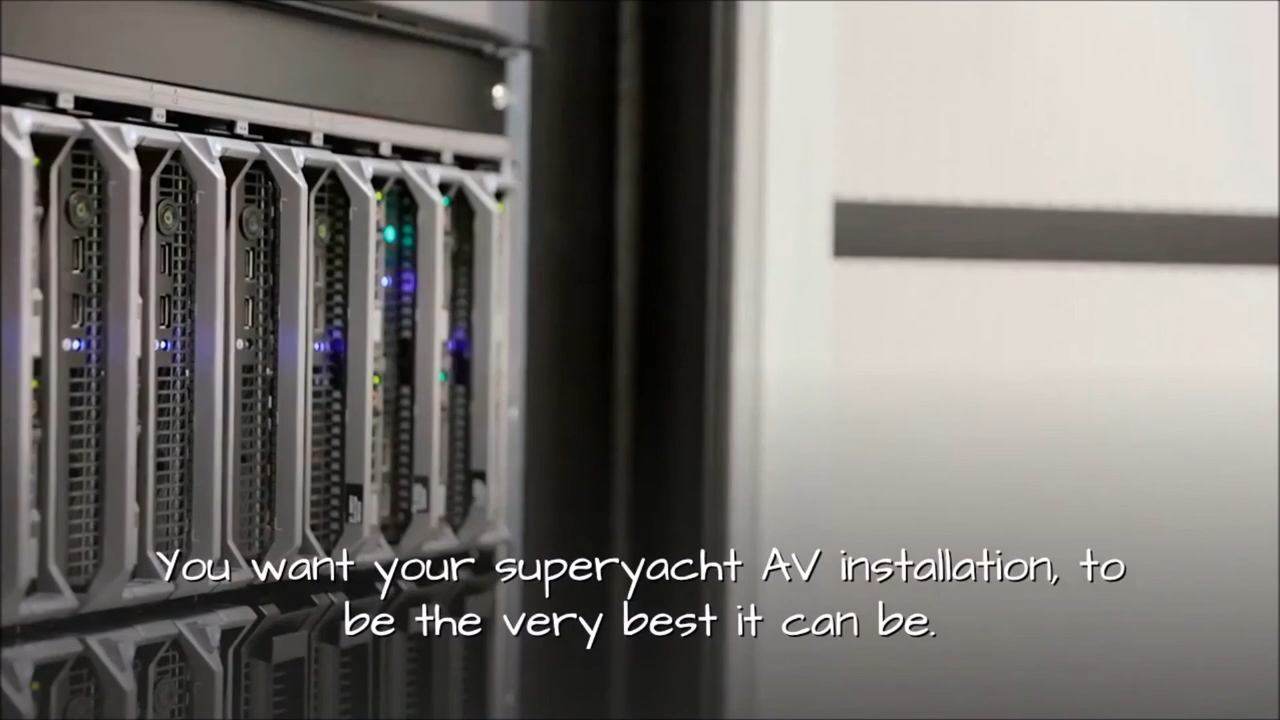 You want your superyacht AV installation, to
be the very best it can be.